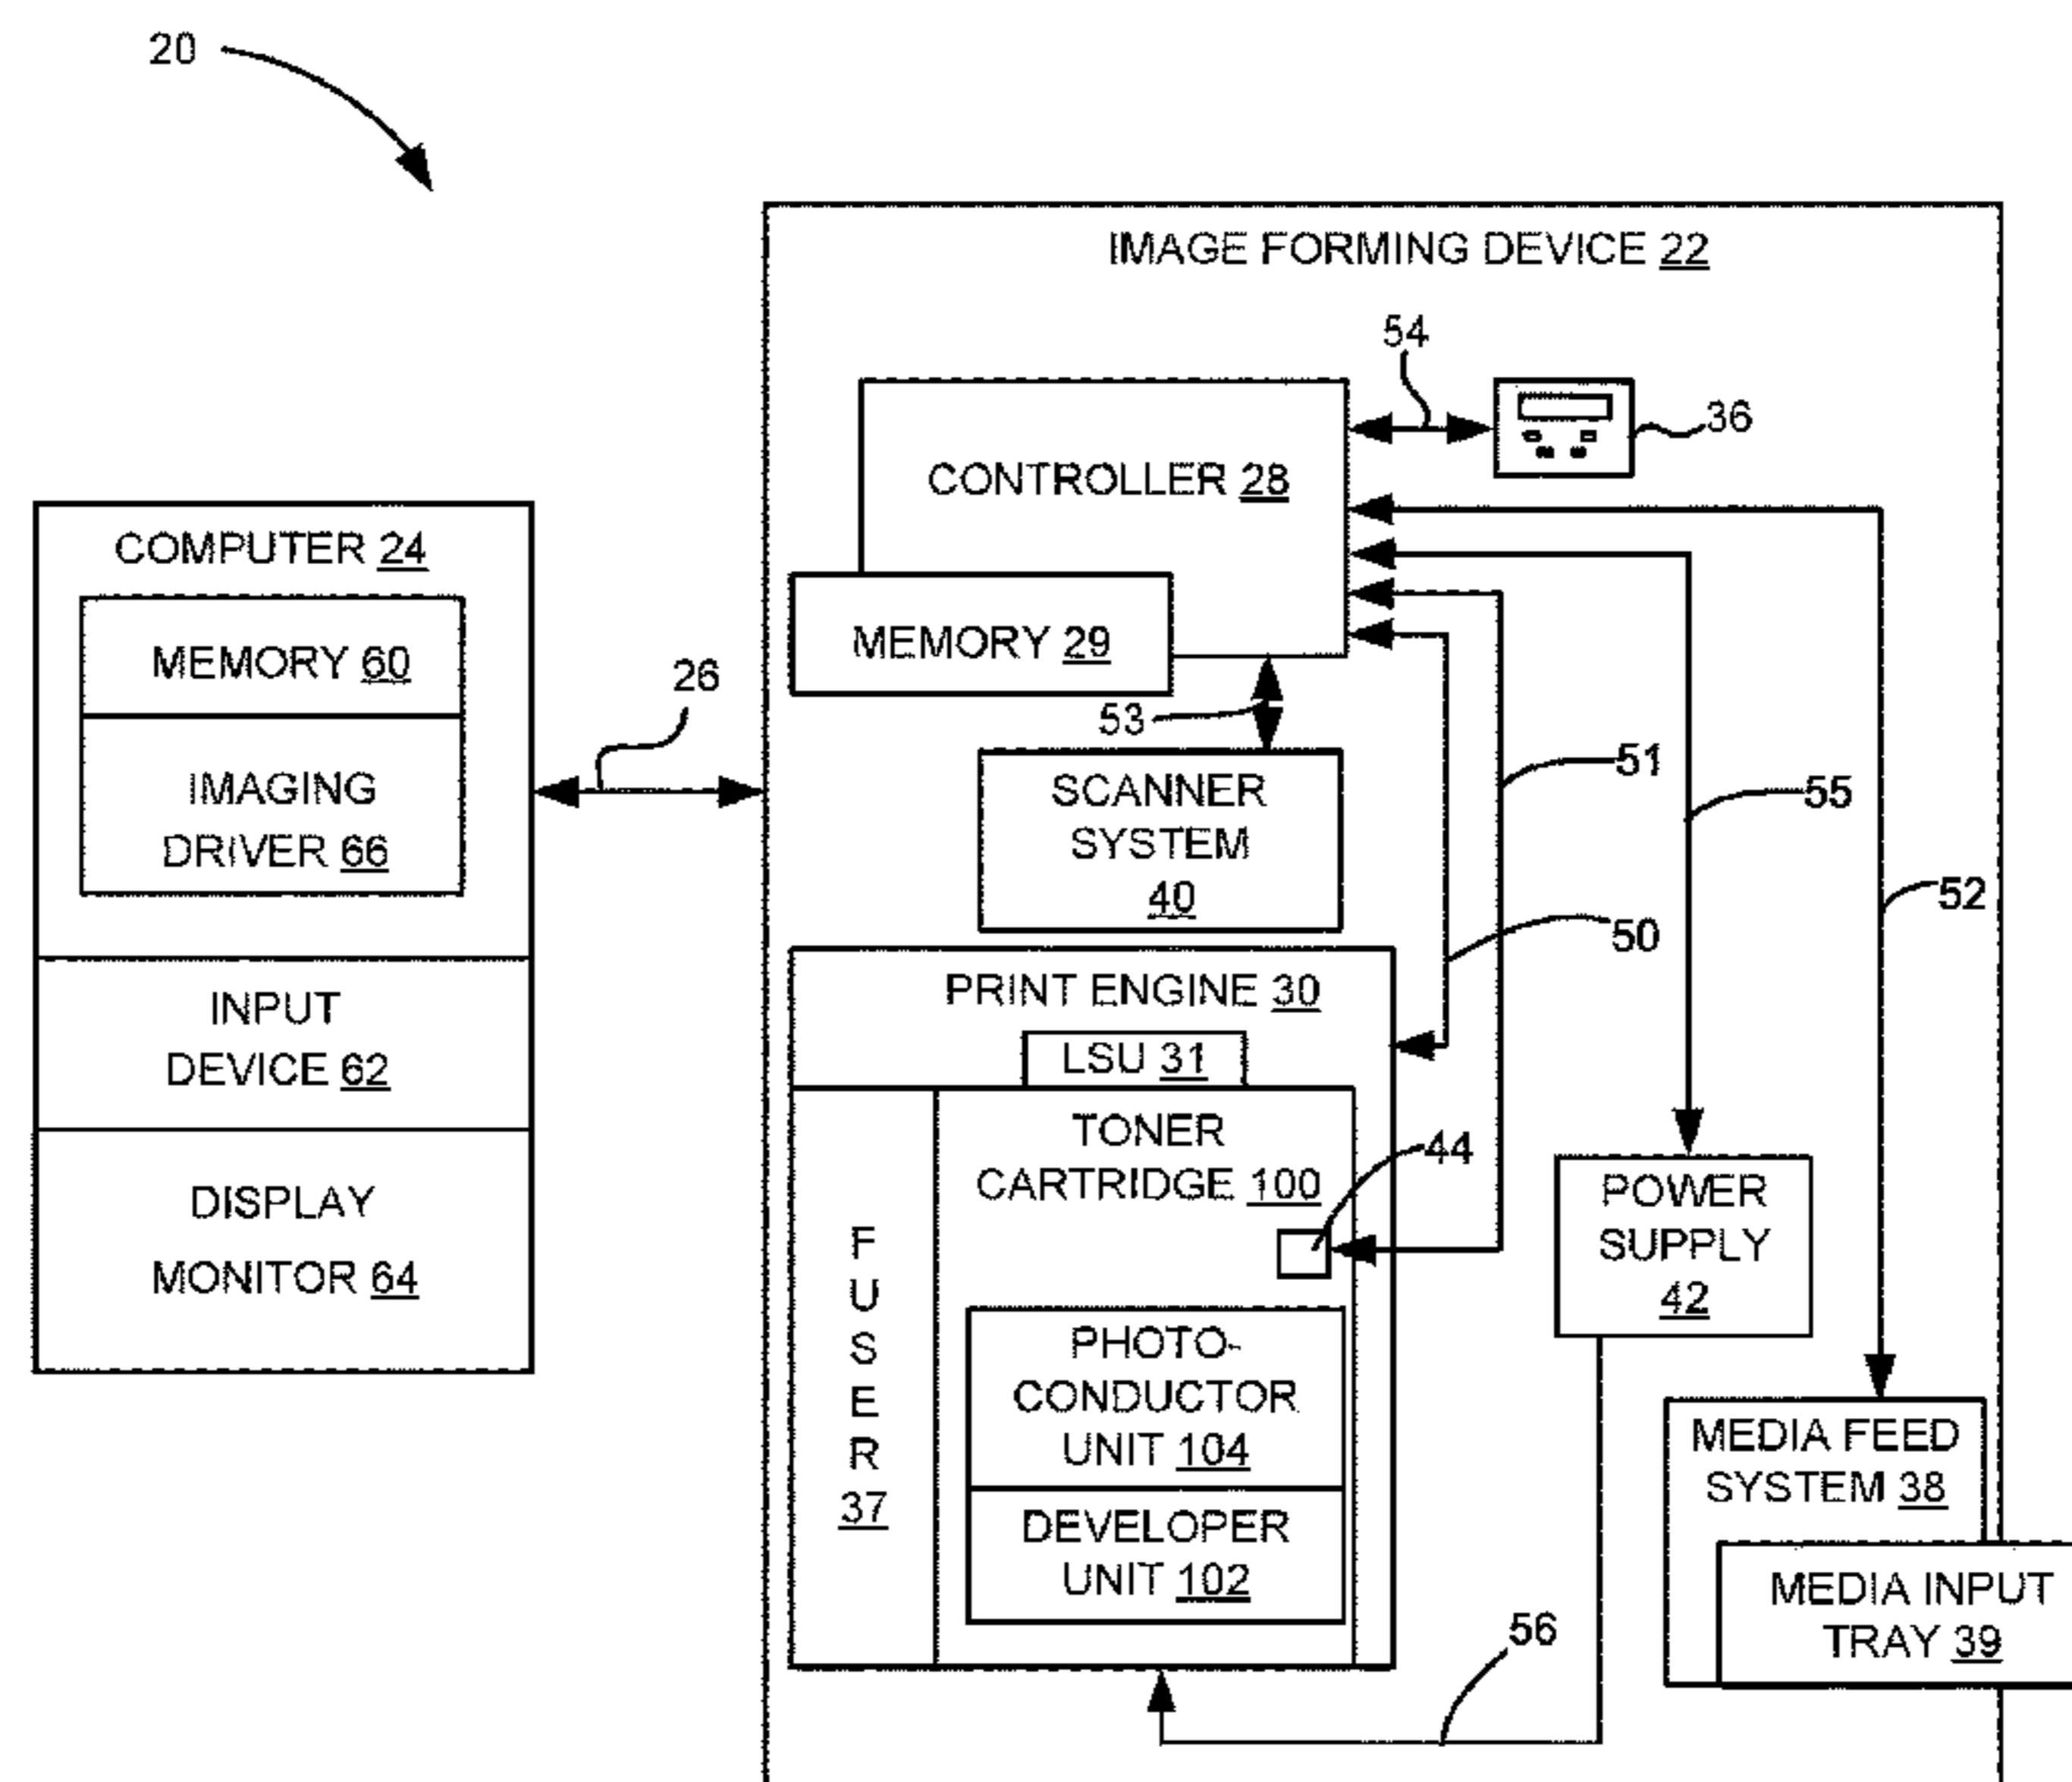 20
IMAGE FORMING DEVICE 22
54
36
CONTROLLER 28
MEMORY 29
53
SCANNER
SYSTEM
40
COMPUTER 24
MEMORY 60
IMAGING
DRIVER 66
INPUT
DEVICE 62
DISPLAY
MONITOR 64
26
51
55
52
50
PRINT ENGINE 30
LSU 31
TONER
CARTRIDGE 100
44
FUSER
37
PHOTO-
CONDUCTOR
UNIT 104
DEVELOPER
UNIT 102
POWER
SUPPLY
42
MEDIA FEED
SYSTEM 38
MEDIA INPUT
TRAY 39
56